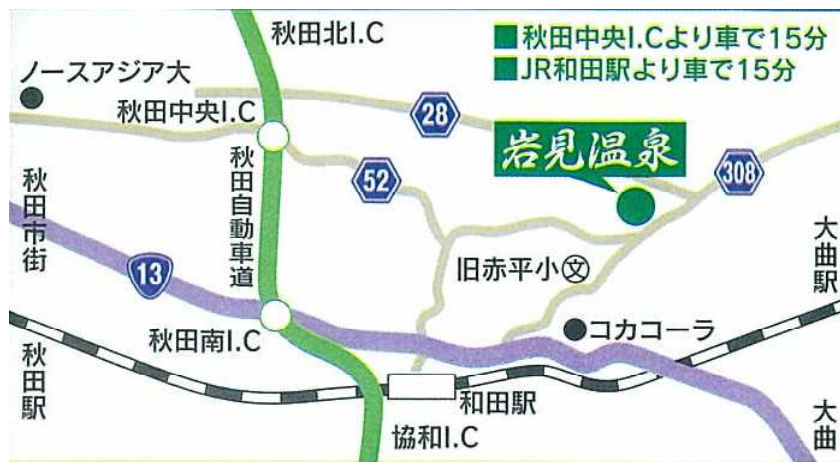 秋田北I.C
■秋田中央I.Cより車で15分
■JR和田駅より車で15分
ノースアジア大
秋田中央I.C
28
岩見温泉
52
308
秋田市街
秋田自動車道
大曲駅
13
旧赤平小文
コカコーラ
秋田南I.C
秋田駅
和田駅
大曲
協和I.C